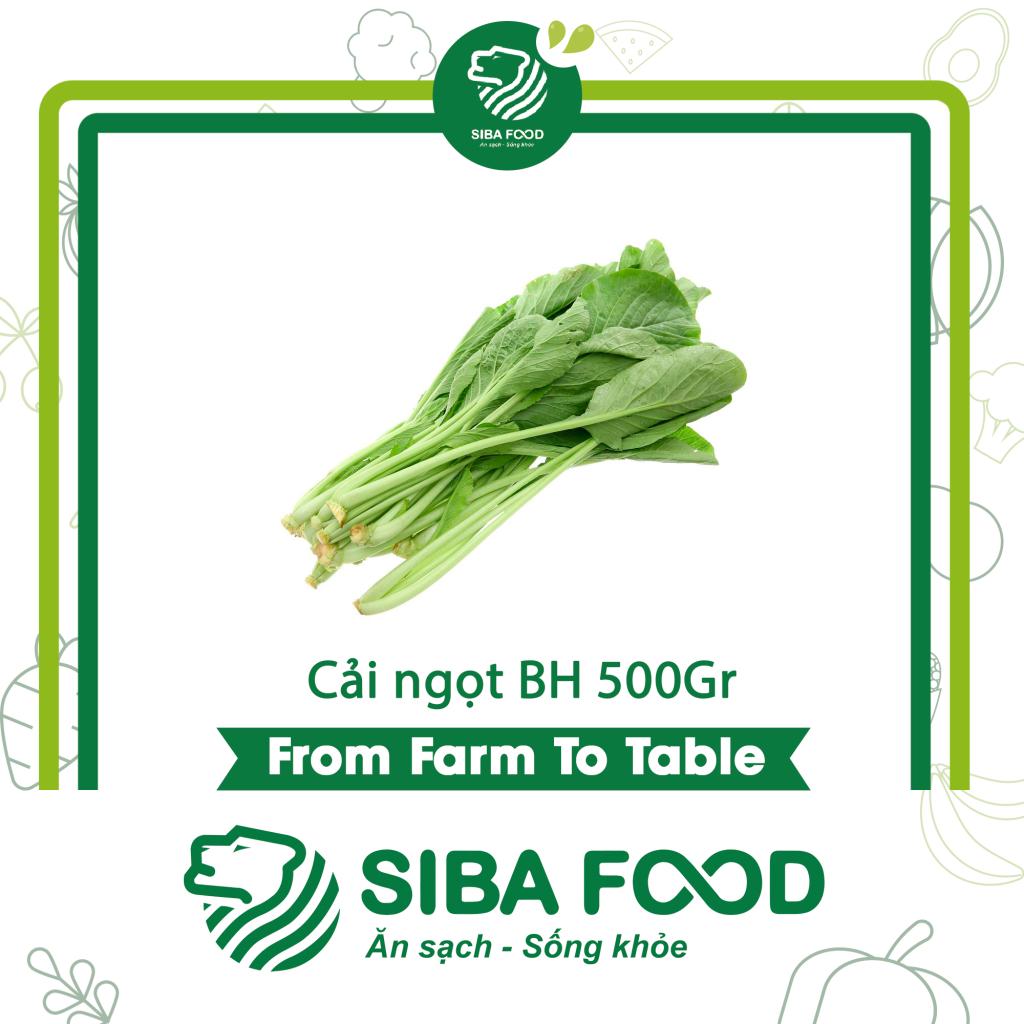 SIBA FOOD
Ăn sạch - Sống khỏe
Cải ngọt BH 500Gr
From Farm To Table
SIBA FOOD
Ăn sạch - Sống khỏe